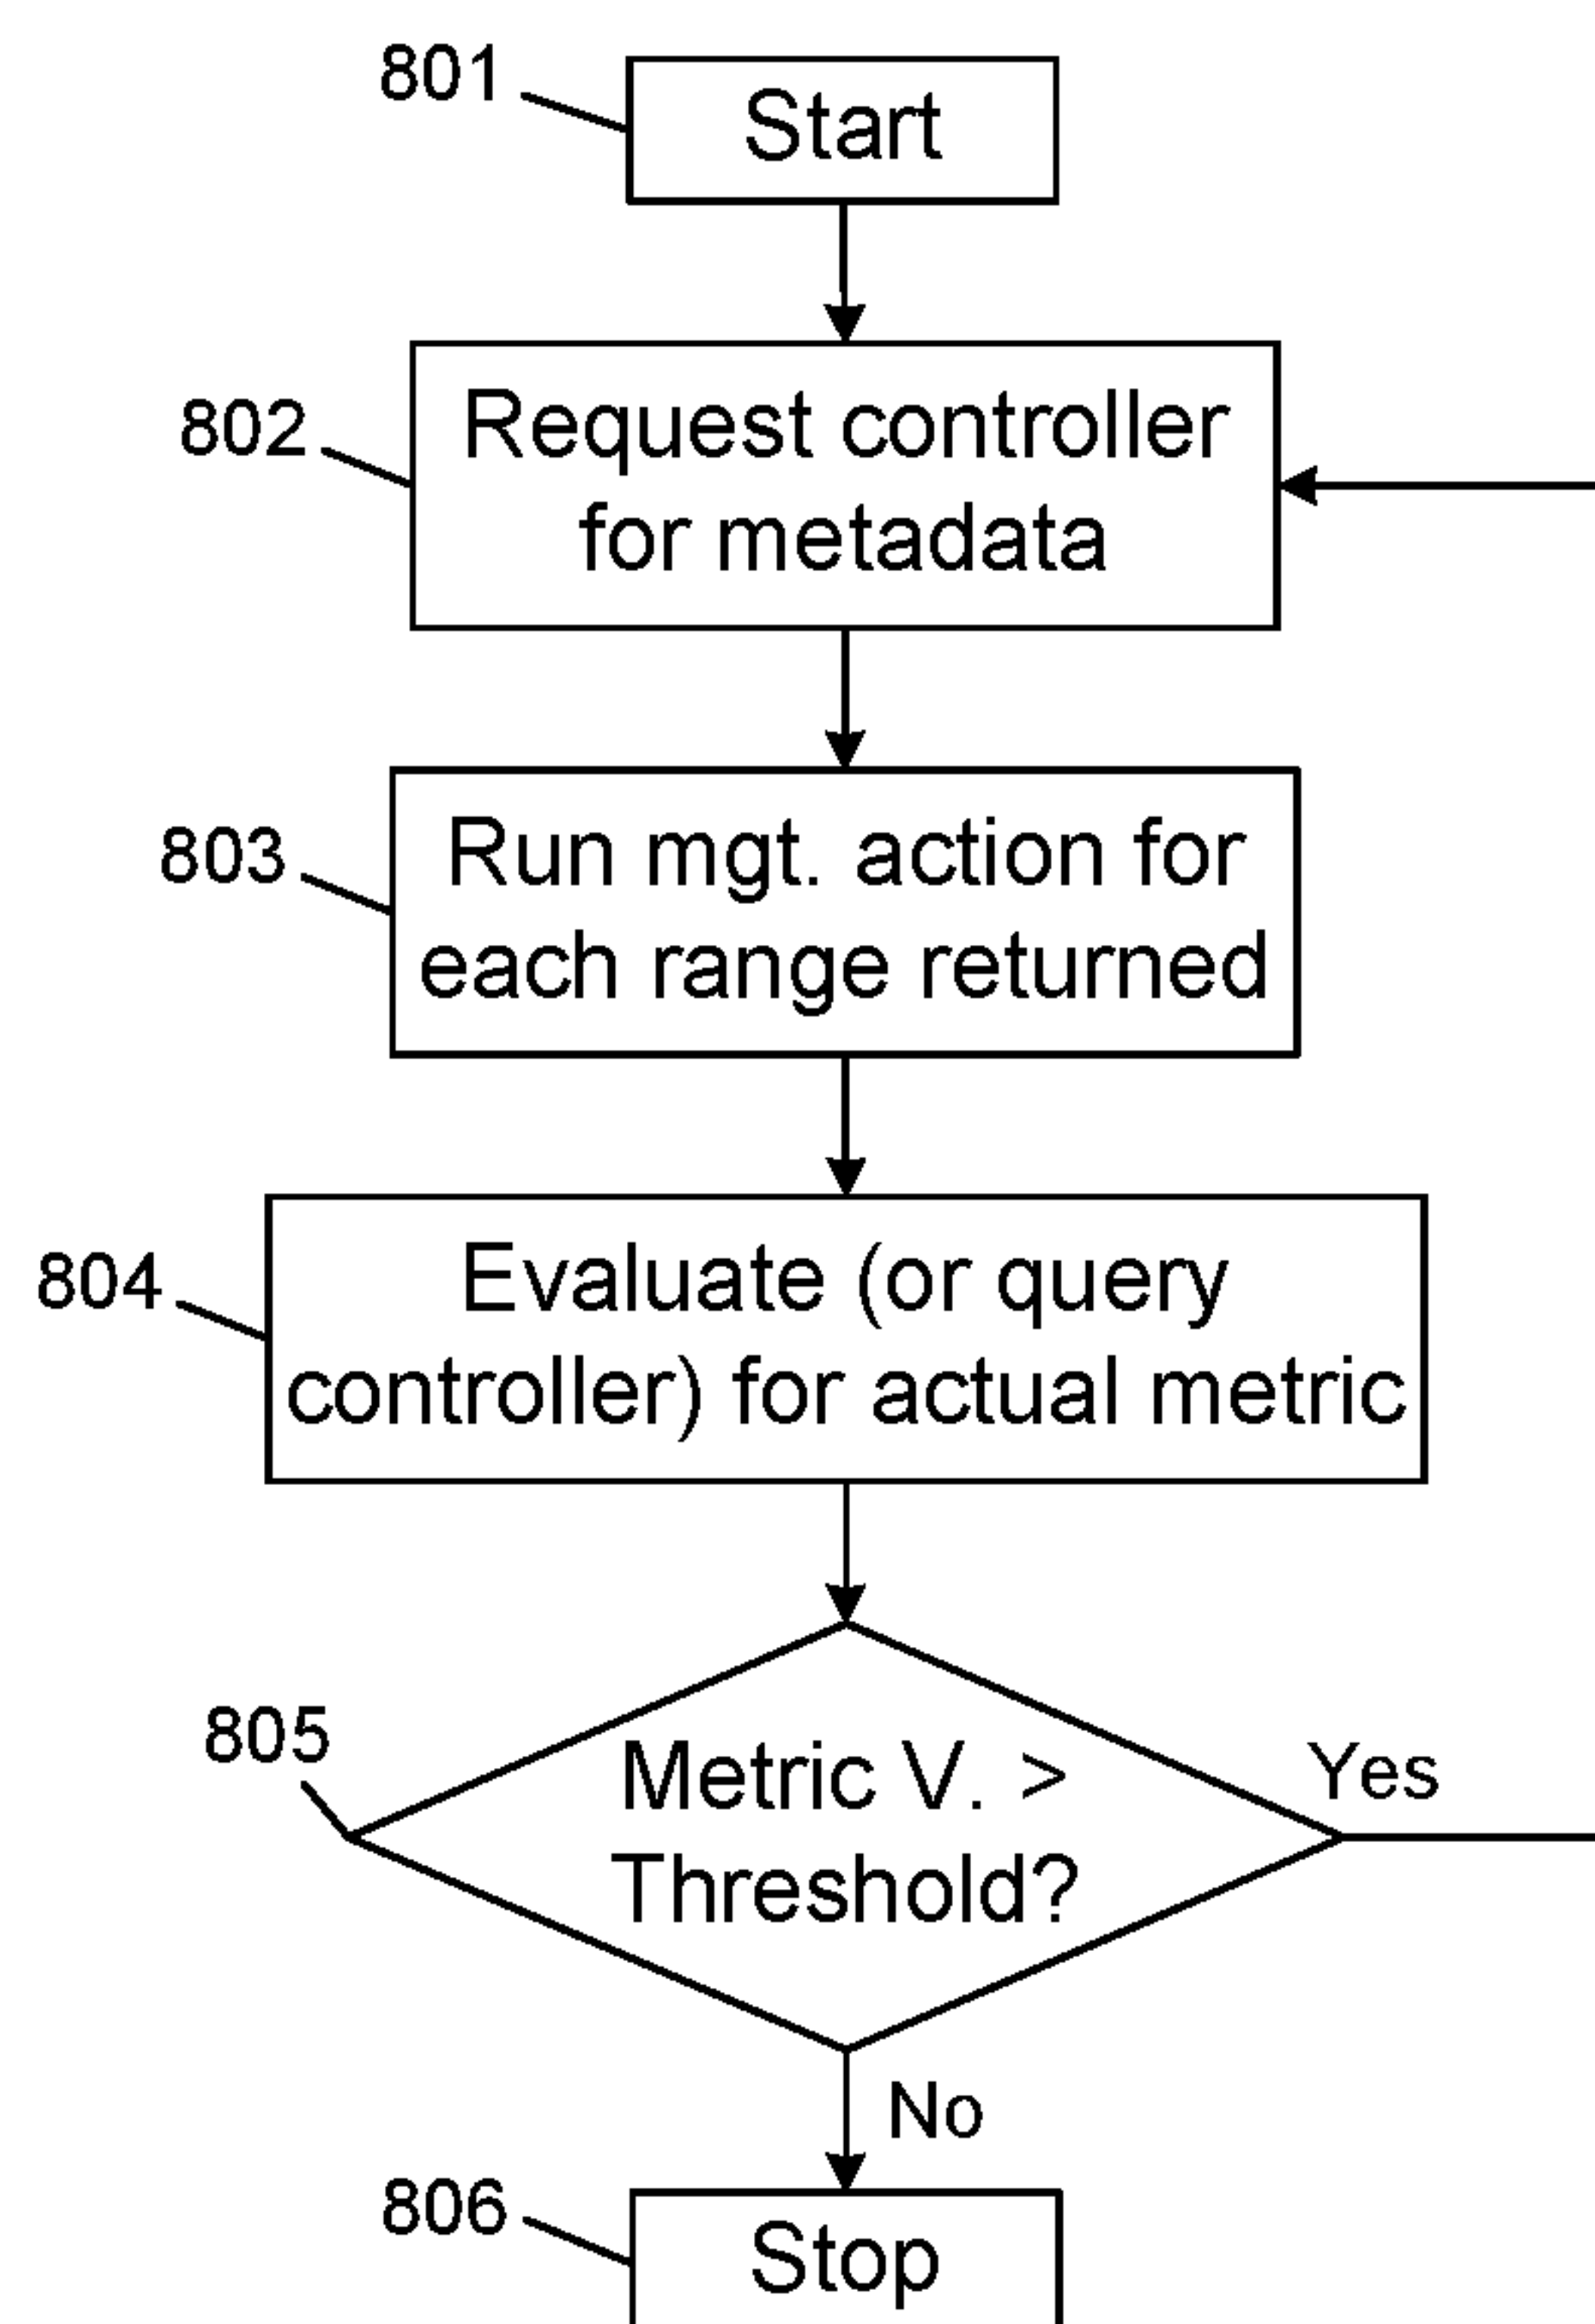 801
Start
802
Request controller
for metadata
803
Run mgt. action for
each range returned
804
Evaluate (or query
controller) for actual metric
805
Metric V. >
Threshold?
Yes
No
806
Stop